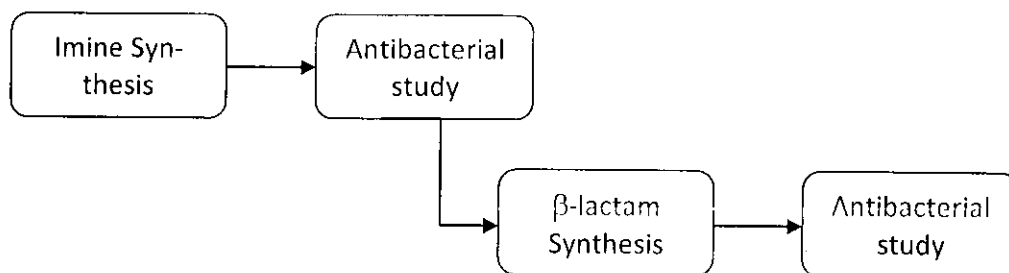 Imine Syn-
thesis
Antibacterial
study
β-lactam
Synthesis
Antibacterial
study